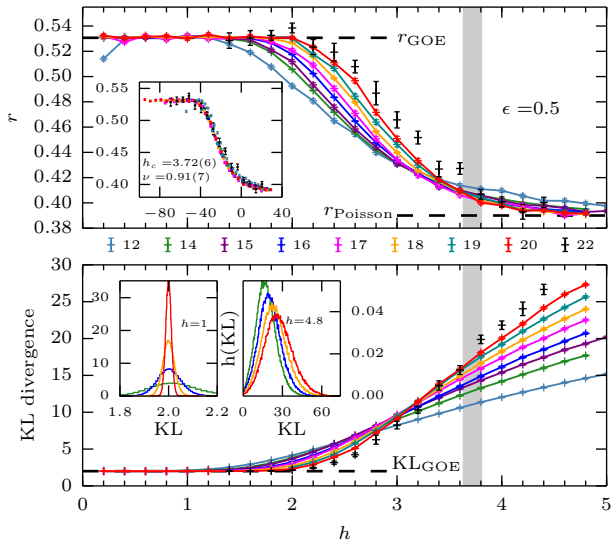 0.54
0.52
0.50
0.48
0.46
0.44
0.42
0.40
0.38
r
r_GOE
ϵ = 0.5
r_Poisson
0.55
0.50
0.45
0.40
h_c = 3.72(6)
ν = 0.91(7)
−80 −40 0 40
12 14 15 16 17 18 19 20 22
40
35
30
25
20
15
10
5
0
KL divergence
30
20
10
0
h=1
1.8 2.0 2.2
KL
h(KL)
h=4.8
0.04
0.02
0.00
0 30 60
KL
KL_GOE
0 1 2 3 4 5
h